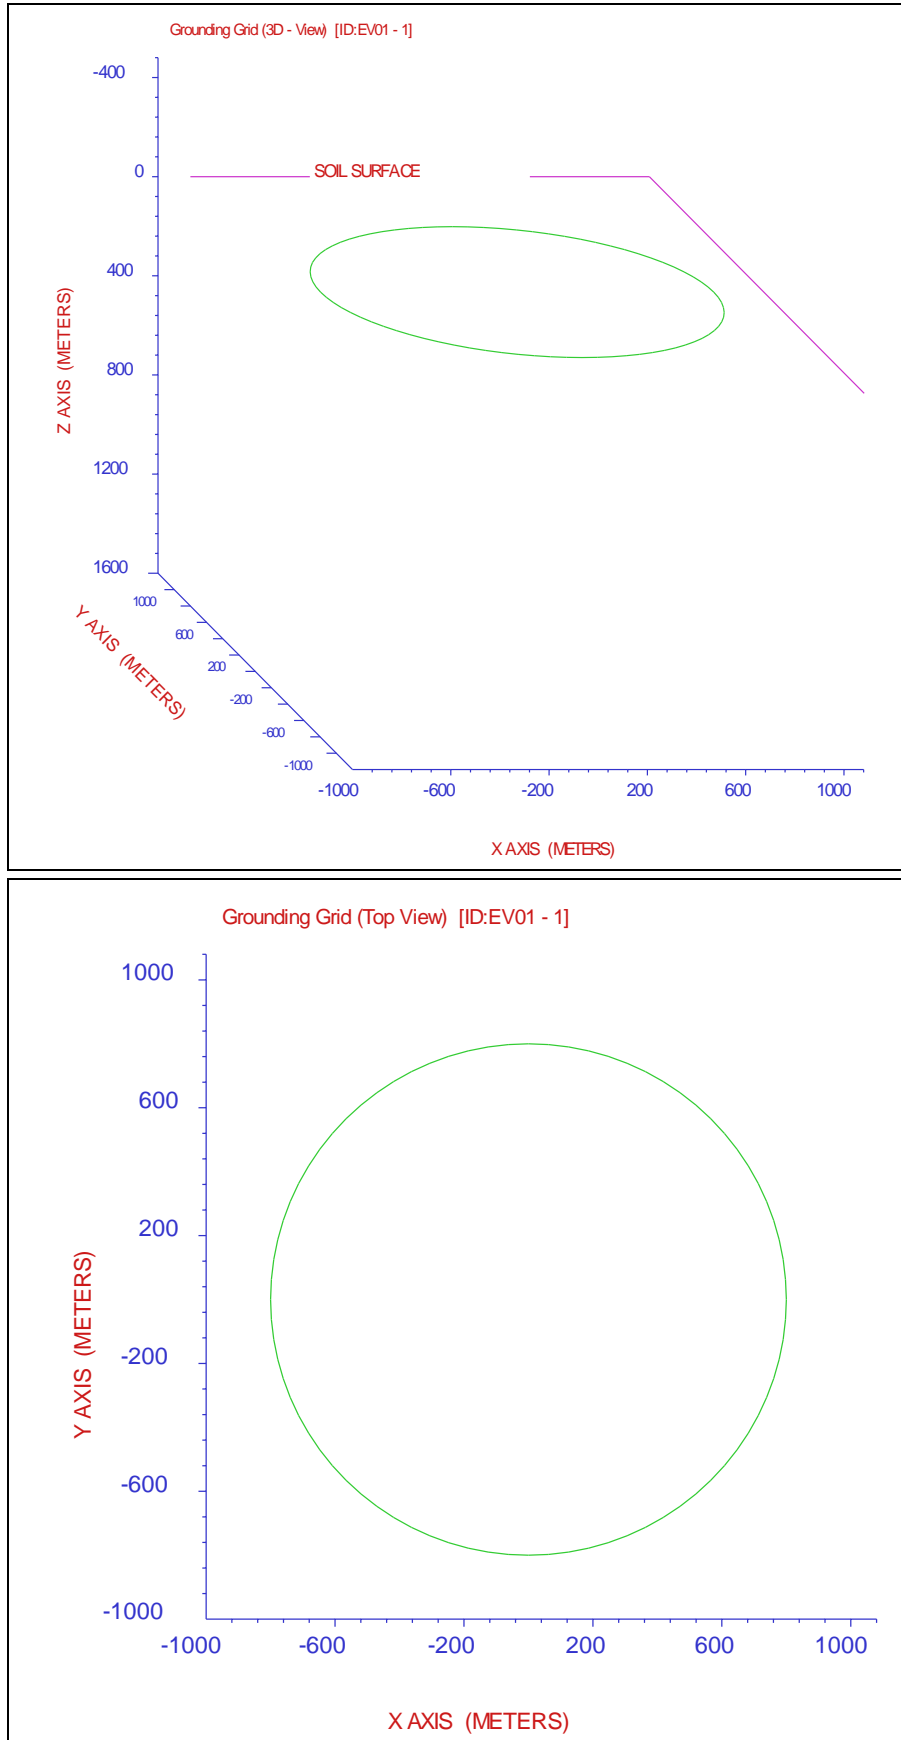 Grounding Grid (3D - View) [ID:EV01 - 1]
-400
0
SOIL SURFACE
400
800
1200
1600
Z AXIS (METERS)
1000
600
200
-200
-600
-1000
Y AXIS (METERS)
-1000 -600 -200 200 600 1000
X AXIS (METERS)
Grounding Grid (Top View) [ID:EV01 - 1]
1000
600
200
-200
-600
-1000
Y AXIS (METERS)
-1000 -600 -200 200 600 1000
X AXIS (METERS)